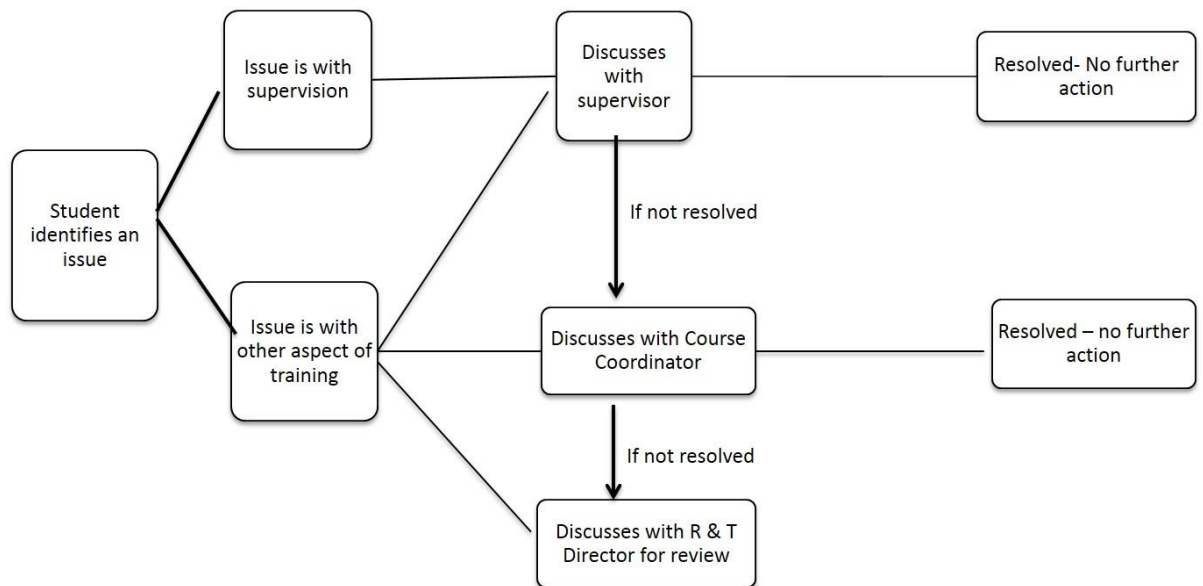 Student
identifies an
issue
Issue is with
supervision
Issue is with
other aspect of
training
Discusses
with
supervisor
If not resolved
Discusses with Course
Coordinator
If not resolved
Discusses with R & T
Director for review
Resolved- No further
action
Resolved – no further
action